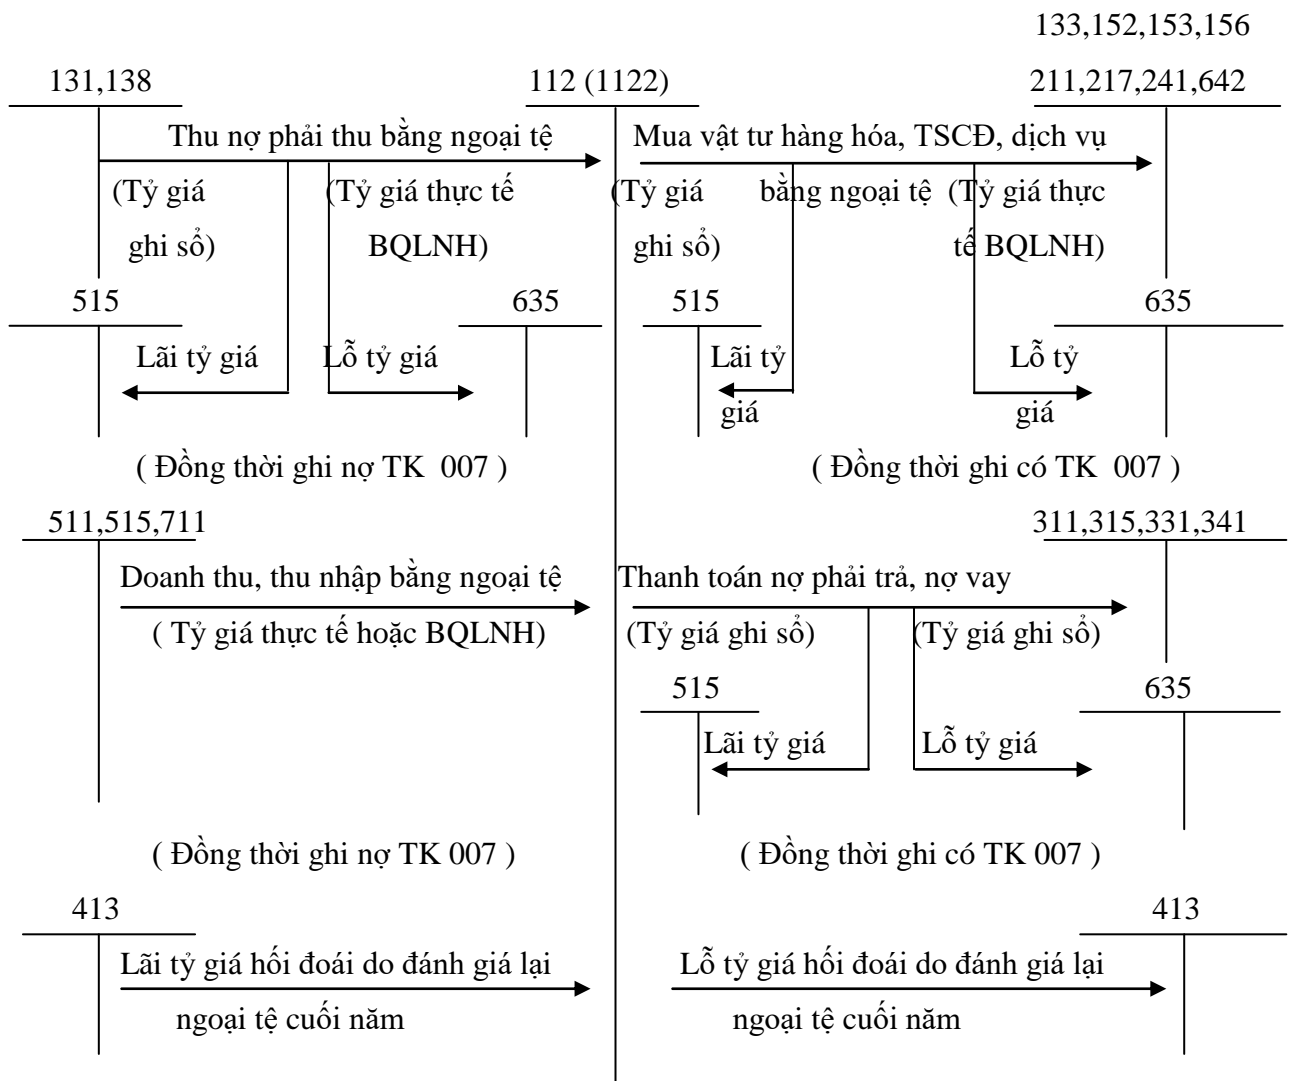 133,152,153,156
131,138 112 (1122) 211,217,241,642
Thu nợ phải thu bằng ngoại tệ Mua vật tư hàng hóa, TSCĐ, dịch vụ
(Tỷ giá (Tỷ giá thực tế (Tỷ giá bằng ngoại tệ (Tỷ giá thực
ghi sổ) BQLNH) ghi sổ) tế BQLNH)
515 635 515 635
Lãi tỷ giá Lỗ tỷ giá Lãi tỷ Lỗ tỷ
giá giá
( Đồng thời ghi nợ TK 007 ) ( Đồng thời ghi có TK 007 )
511,515,711 311,315,331,341
Doanh thu, thu nhập bằng ngoại tệ Thanh toán nợ phải trả, nợ vay
( Tỷ giá thực tế hoặc BQLNH) (Tỷ giá ghi sổ) (Tỷ giá ghi sổ)
515 635
Lãi tỷ giá Lỗ tỷ giá
( Đồng thời ghi nợ TK 007 ) ( Đồng thời ghi có TK 007 )
413 413
Lãi tỷ giá hối đoái do đánh giá lại Lỗ tỷ giá hối đoái do đánh giá lại
ngoại tệ cuối năm ngoại tệ cuối năm